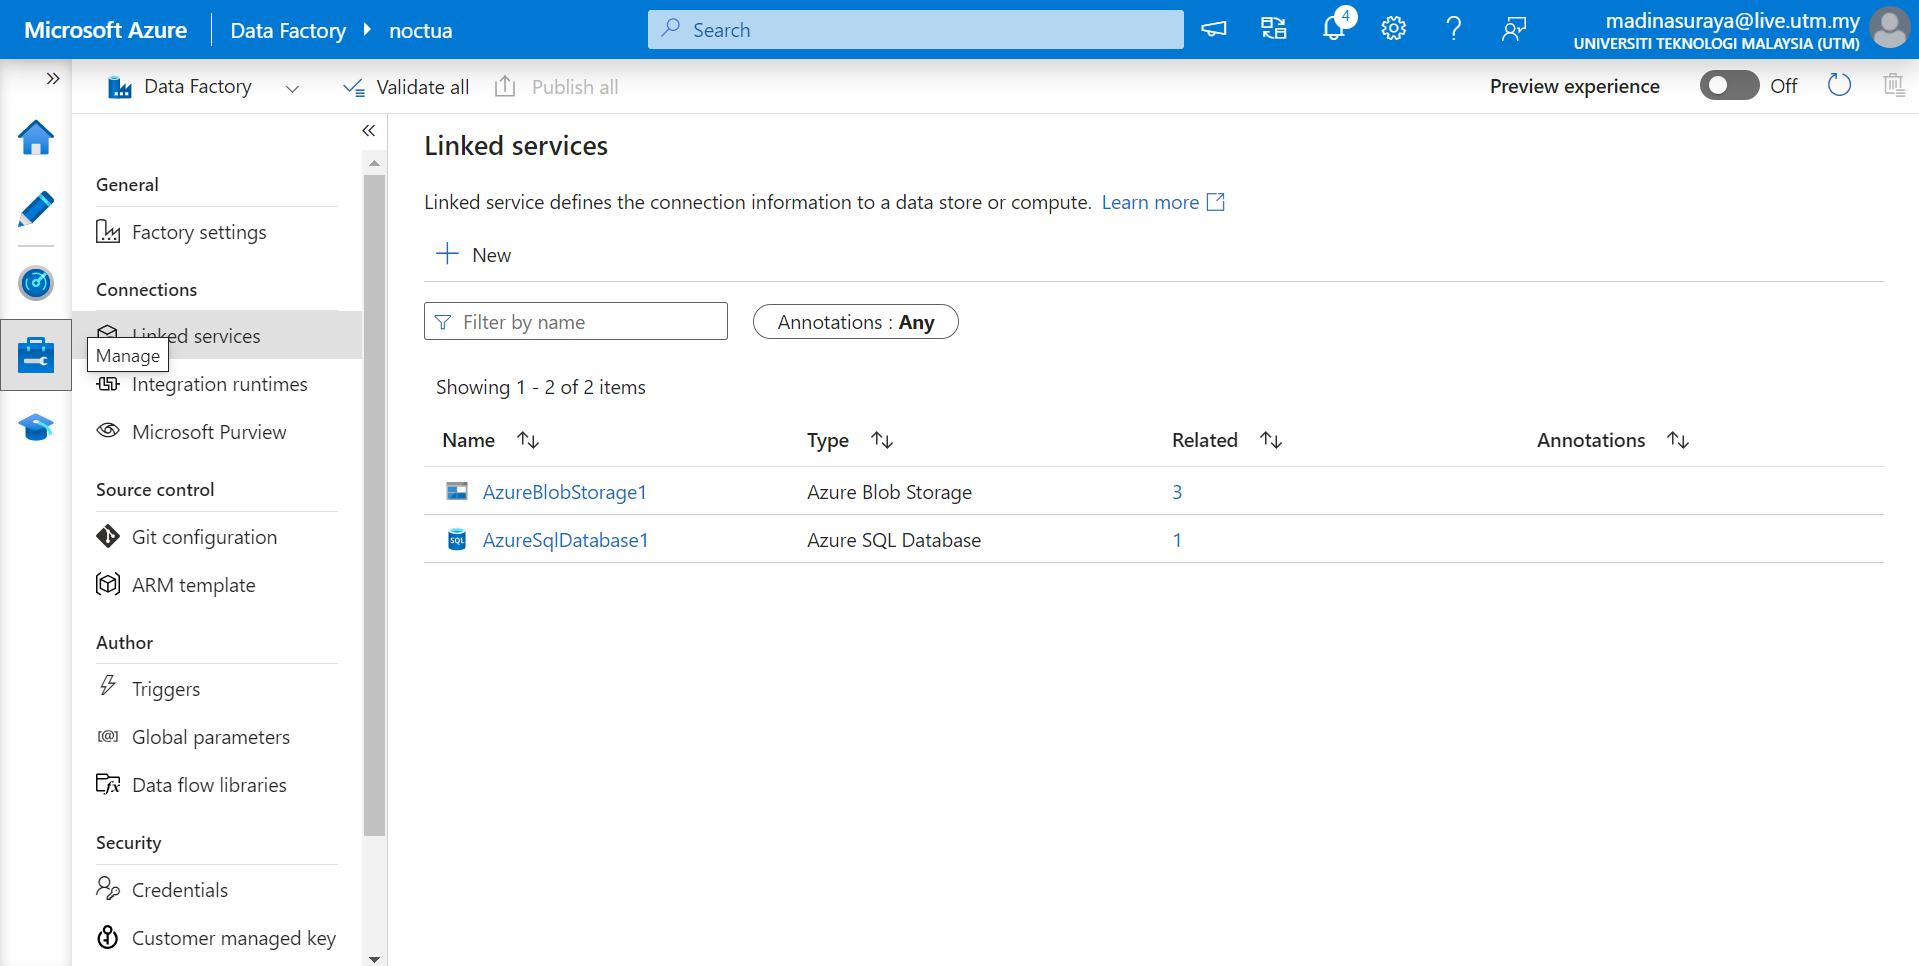 Microsoft Azure
Data Factory
noctua
Search
4
madinasuraya@live.utm.my
UNIVERSITI TEKNOLOGI MALAYSIA (UTM)
Data Factory
Validate all
Publish all
Preview experience
Off
General
Factory settings
Connections
Linked services
Manage
Integration runtimes
Microsoft Purview
Source control
Git configuration
ARM template
Author
Triggers
Global parameters
Data flow libraries
Security
Credentials
Customer managed key
Linked services
Linked service defines the connection information to a data store or compute. Learn more
New
Filter by name
Annotations : Any
Showing 1 - 2 of 2 items
Name Type Related Annotations
AzureBlobStorage1 Azure Blob Storage 3
SQL AzureSqlDatabase1 Azure SQL Database 1